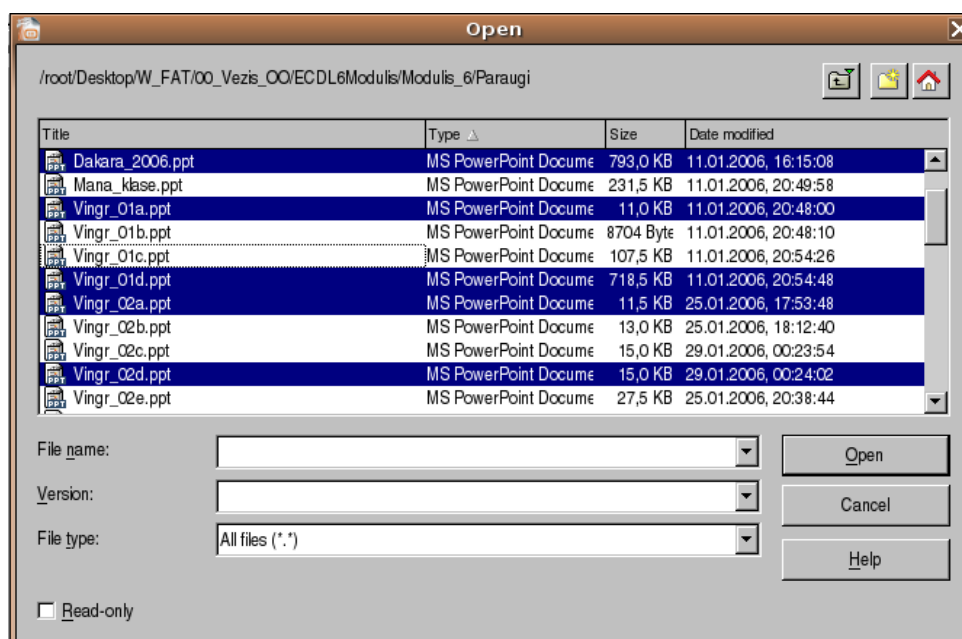 Open
/root/Desktop/W_FAT/00_Vezis_OO/ECDL6Modulis/Modulis_6/Paraugi
Title Type Size Date modified
Dakara_2006.ppt MS PowerPoint Docume 793,0 KB 11.01.2006, 16:15:08
Mana_klase.ppt MS PowerPoint Docume 231,5 KB 11.01.2006, 20:49:58
Vingr_01a.ppt MS PowerPoint Docume 11,0 KB 11.01.2006, 20:48:00
Vingr_01b.ppt MS PowerPoint Docume 8704 Byte 11.01.2006, 20:48:10
Vingr_01c.ppt MS PowerPoint Docume 107,5 KB 11.01.2006, 20:54:26
Vingr_01d.ppt MS PowerPoint Docume 718,5 KB 11.01.2006, 20:54:48
Vingr_02a.ppt MS PowerPoint Docume 11,5 KB 25.01.2006, 17:53:48
Vingr_02b.ppt MS PowerPoint Docume 13,0 KB 25.01.2006, 18:12:40
Vingr_02c.ppt MS PowerPoint Docume 15,0 KB 29.01.2006, 00:23:54
Vingr_02d.ppt MS PowerPoint Docume 15,0 KB 29.01.2006, 00:24:02
Vingr_02e.ppt MS PowerPoint Docume 27,5 KB 25.01.2006, 20:38:44
File name: Open
Version: Cancel
File type: All files (*.*)
Help
Read-only